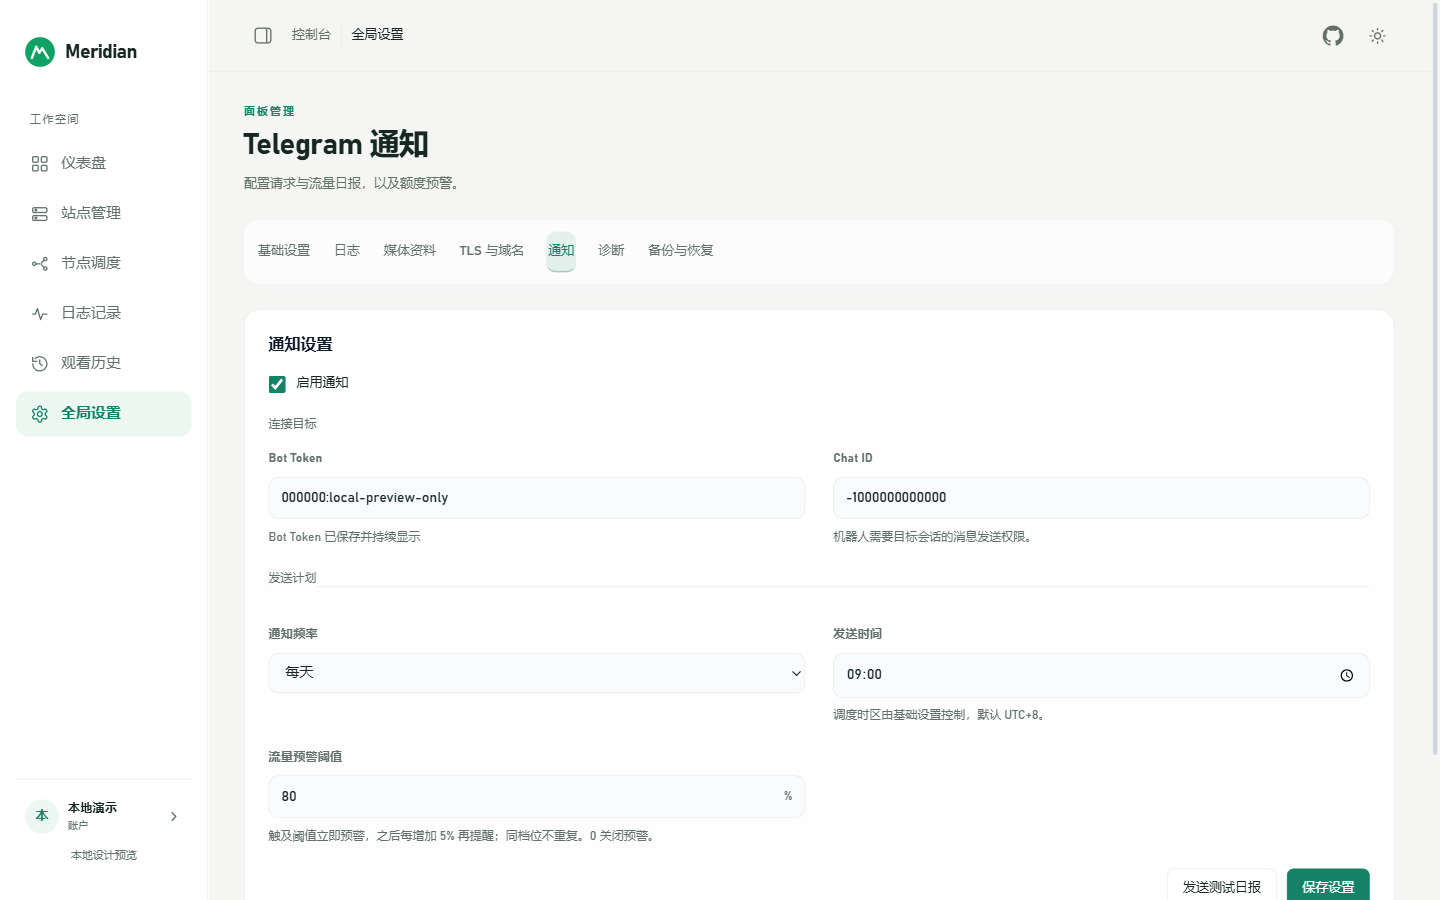 Meridian
工作空间
仪表盘
站点管理
节点调度
日志记录
观看历史
全局设置
本
本地演示
账户
本地设计预览
控制台
全局设置
面板管理
Telegram 通知
配置请求与流量日报，以及额度预警。
基础设置 日志 媒体资料 TLS 与域名 通知 诊断 备份与恢复
通知设置
启用通知
连接目标
Bot Token
000000:local-preview-only
Bot Token 已保存并持续显示
Chat ID
-1000000000000
机器人需要目标会话的消息发送权限。
发送计划
通知频率
每天
发送时间
09:00
调度时区由基础设置控制，默认 UTC+8。
流量预警阈值
80 %
触及阈值立即预警，之后每增加 5% 再提醒；同档位不重复。0 关闭预警。
发送测试日报
保存设置